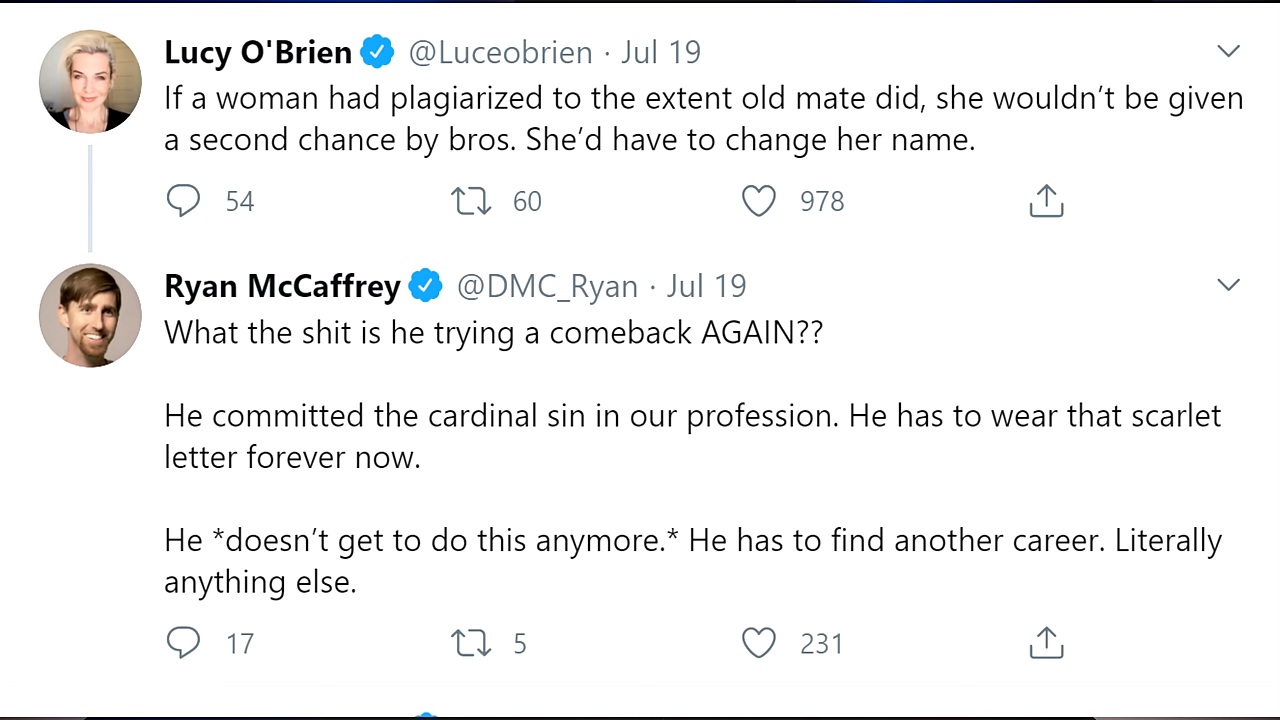 Lucy O'Brien @Luceobrien · Jul 19
If a woman had plagiarized to the extent old mate did, she wouldn’t be given
a second chance by bros. She’d have to change her name.
54 60 978
Ryan McCaffrey @DMC_Ryan · Jul 19
What the shit is he trying a comeback AGAIN??
He committed the cardinal sin in our profession. He has to wear that scarlet
letter forever now.
He *doesn’t get to do this anymore.* He has to find another career. Literally
anything else.
17 5 231